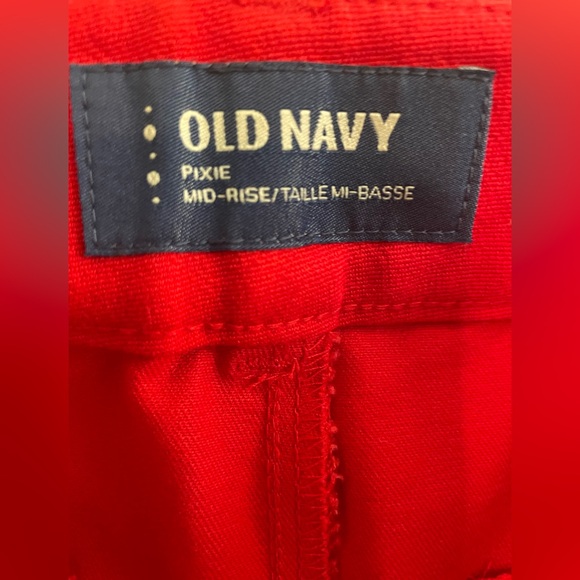 OLD NAVY
PIXIE
MID-RISE/TAILLE MI-BASSE